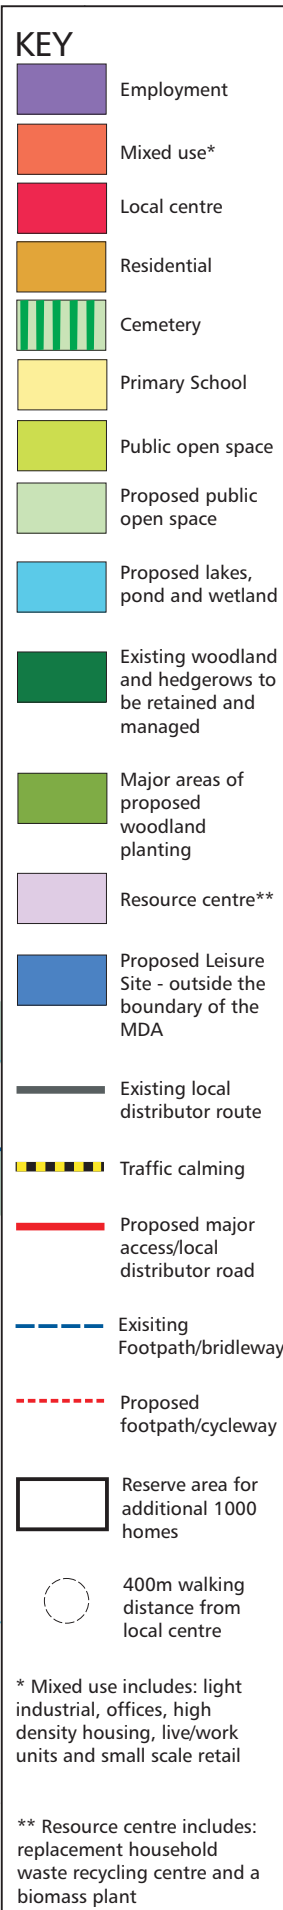 KEY
Employment
Mixed use*
Local centre
Residential
Cemetery
Primary School
Public open space
Proposed public
open space
Proposed lakes,
pond and wetland
Existing woodland
and hedgerows to
be retained and
managed
Major areas of
proposed
woodland
planting
Resource centre**
Proposed Leisure
Site - outside the
boundary of the
MDA
Existing local
distributor route
Traffic calming
Proposed major
access/local
distributor road
Exisiting
Footpath/bridleway
Proposed
footpath/cycleway
Reserve area for
additional 1000
homes
400m walking
distance from
local centre
* Mixed use includes: light
industrial, offices, high
density housing, live/work
units and small scale retail
** Resource centre includes:
replacement household
waste recycling centre and a
biomass plant